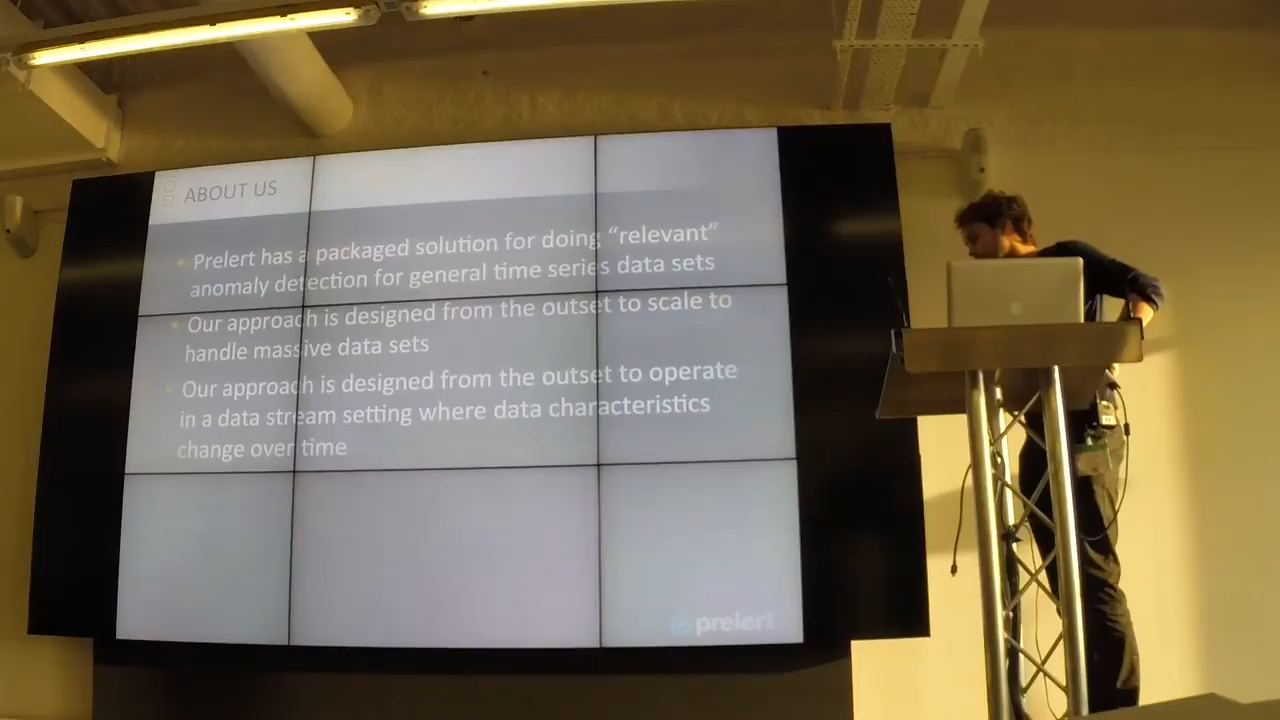 ABOUT US
Prelert has a packaged solution for doing “relevant”
anomaly detection for general time series data sets
Our approach is designed from the outset to scale to
handle massive data sets
Our approach is designed from the outset to operate
in a data stream setting where data characteristics
change over time
prelert